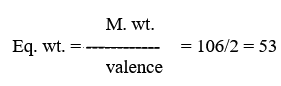 M. wt.
Eq. wt. = ------------ = 106/2 = 53
valence